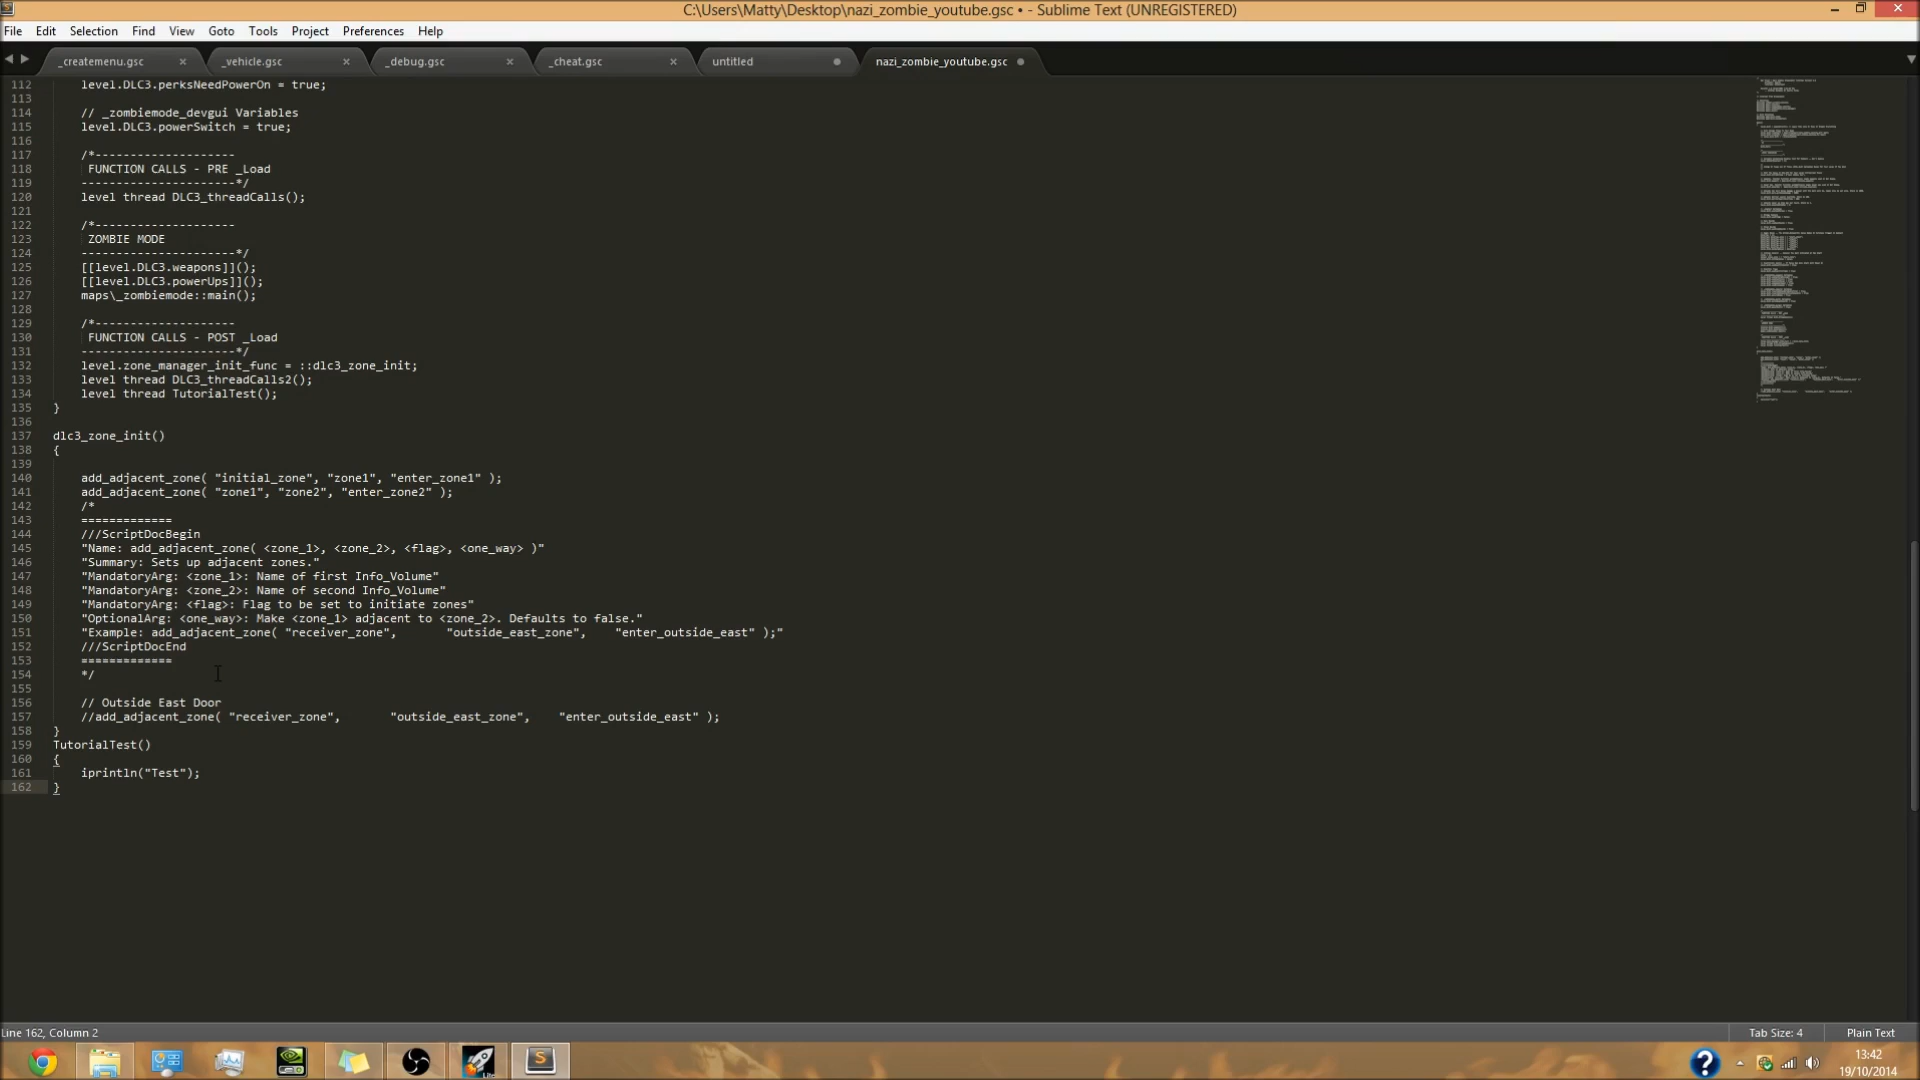 C:\Users\Matty\Desktop\nazi_zombie_youtube.gsc • - Sublime Text (UNREGISTERED)
File Edit Selection Find View Goto Tools Project Preferences Help
_createmenu.gsc × _vehicle.gsc × _debug.gsc × _cheat.gsc × untitled nazi_zombie_youtube.gsc
112 level.DLC3.perksNeedPowerOn = true;
113
114 // _zombiemode_devgui Variables
115 level.DLC3.powerSwitch = true;
116
117 /*--------------------
118 FUNCTION CALLS - PRE _Load
119 ----------------------*/
120 level thread DLC3_threadCalls();
121
122 /*--------------------
123 ZOMBIE MODE
124 ----------------------*/
125 [[level.DLC3.weapons]]();
126 [[level.DLC3.powerUps]]();
127 maps\_zombiemode::main();
128
129 /*--------------------
130 FUNCTION CALLS - POST _Load
131 ----------------------*/
132 level.zone_manager_init_func = ::dlc3_zone_init;
133 level thread DLC3_threadCalls2();
134 level thread TutorialTest();
135 }
136
137 dlc3_zone_init()
138 {
139
140 add_adjacent_zone( "initial_zone", "zone1", "enter_zone1" );
141 add_adjacent_zone( "zone1", "zone2", "enter_zone2" );
142 /*
143 =============
144 ///ScriptDocBegin
145 "Name: add_adjacent_zone( <zone_1>, <zone_2>, <flag>, <one_way> )"
146 "Summary: Sets up adjacent zones."
147 "MandatoryArg: <zone_1>: Name of first Info_Volume"
148 "MandatoryArg: <zone_2>: Name of second Info_Volume"
149 "MandatoryArg: <flag>: Flag to be set to initiate zones"
150 "OptionalArg: <one_way>: Make <zone_1> adjacent to <zone_2>. Defaults to false."
151 "Example: add_adjacent_zone( "receiver_zone", "outside_east_zone", "enter_outside_east" );"
152 ///ScriptDocEnd
153 =============
154 */
155
156 // Outside East Door
157 //add_adjacent_zone( "receiver_zone", "outside_east_zone", "enter_outside_east" );
158 }
159 TutorialTest()
160 {
161 iprintln("Test");
162 }
Line 162, Column 2 Tab Size: 4 Plain Text
13:42
19/10/2014